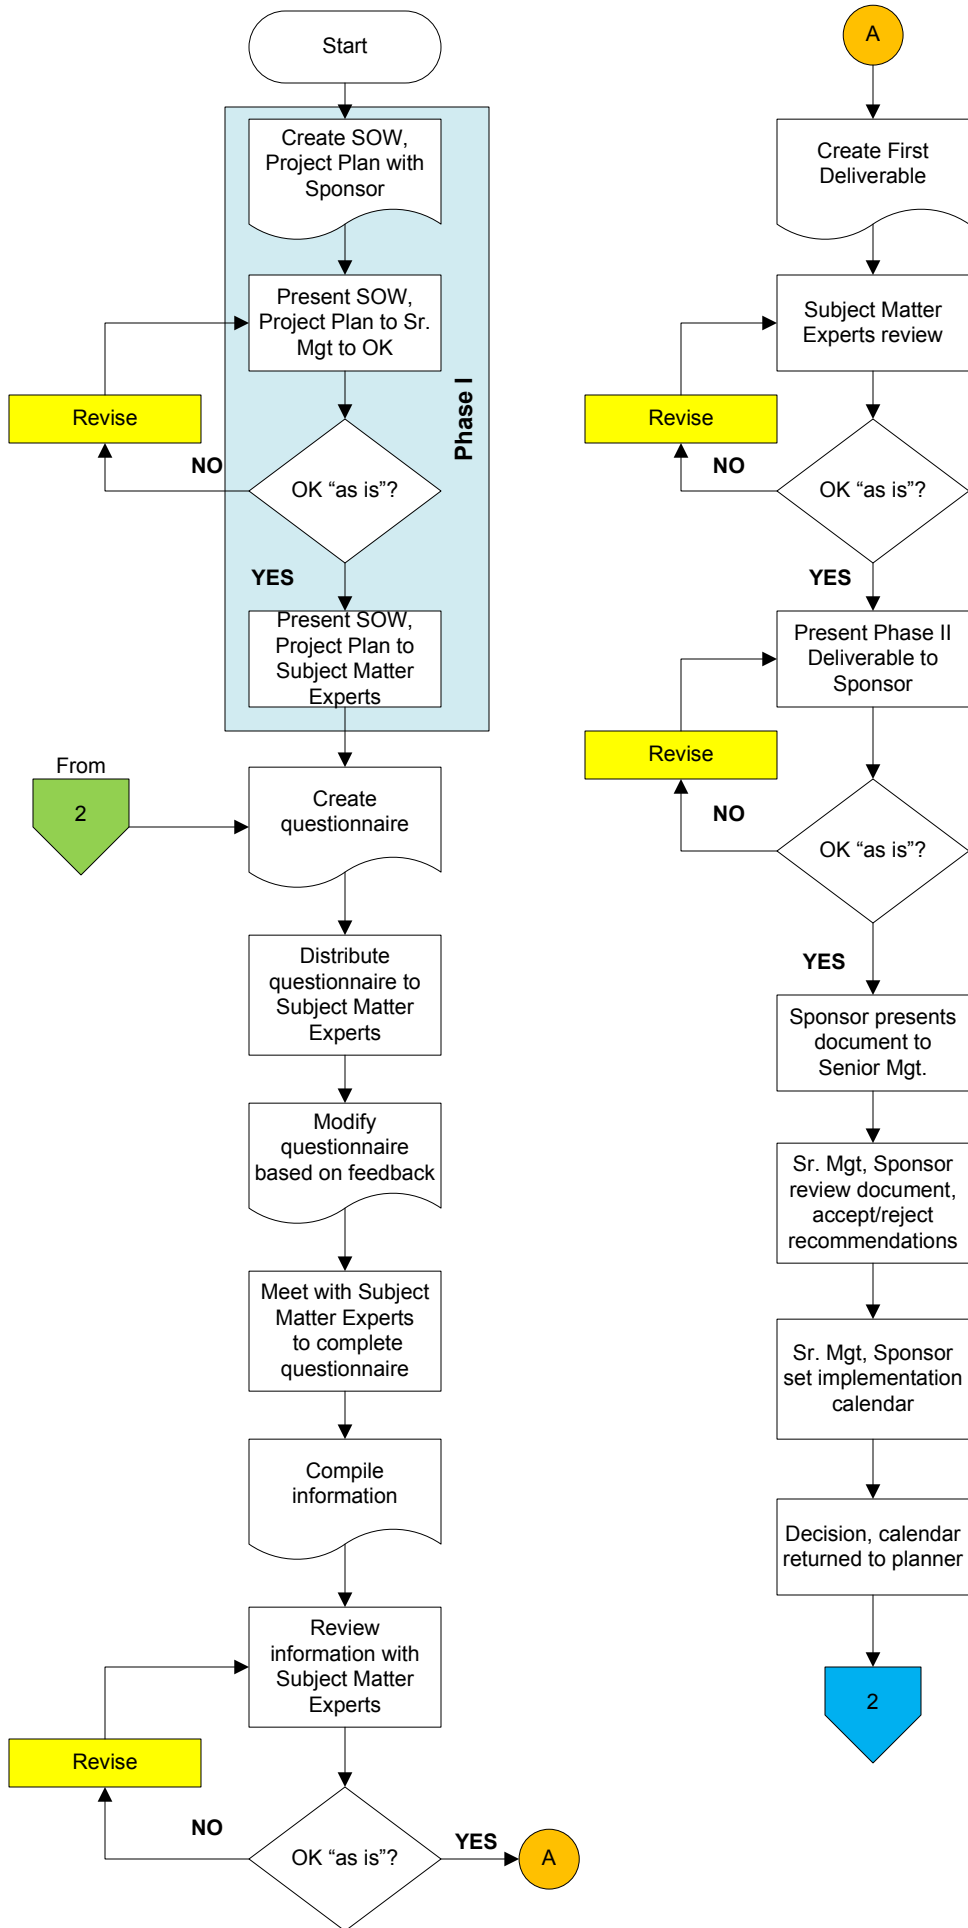 Start
Create SOW,
Project Plan with
Sponsor
Present SOW,
Project Plan to Sr.
Mgt to OK
Phase I
Revise
NO
OK “as is”?
YES
Present SOW,
Project Plan to
Subject Matter
Experts
From
2
Create
questionnaire
Distribute
questionnaire to
Subject Matter
Experts
Modify
questionnaire
based on feedback
Meet with Subject
Matter Experts
to complete
questionnaire
Compile
information
Review
information with
Subject Matter
Experts
Revise
NO
OK “as is”?
YES
A
A
Create First
Deliverable
Subject Matter
Experts review
Revise
NO
OK “as is”?
YES
Present Phase II
Deliverable to
Sponsor
Revise
NO
OK “as is”?
YES
Sponsor presents
document to
Senior Mgt.
Sr. Mgt, Sponsor
review document,
accept/reject
recommendations
Sr. Mgt, Sponsor
set implementation
calendar
Decision, calendar
returned to planner
2